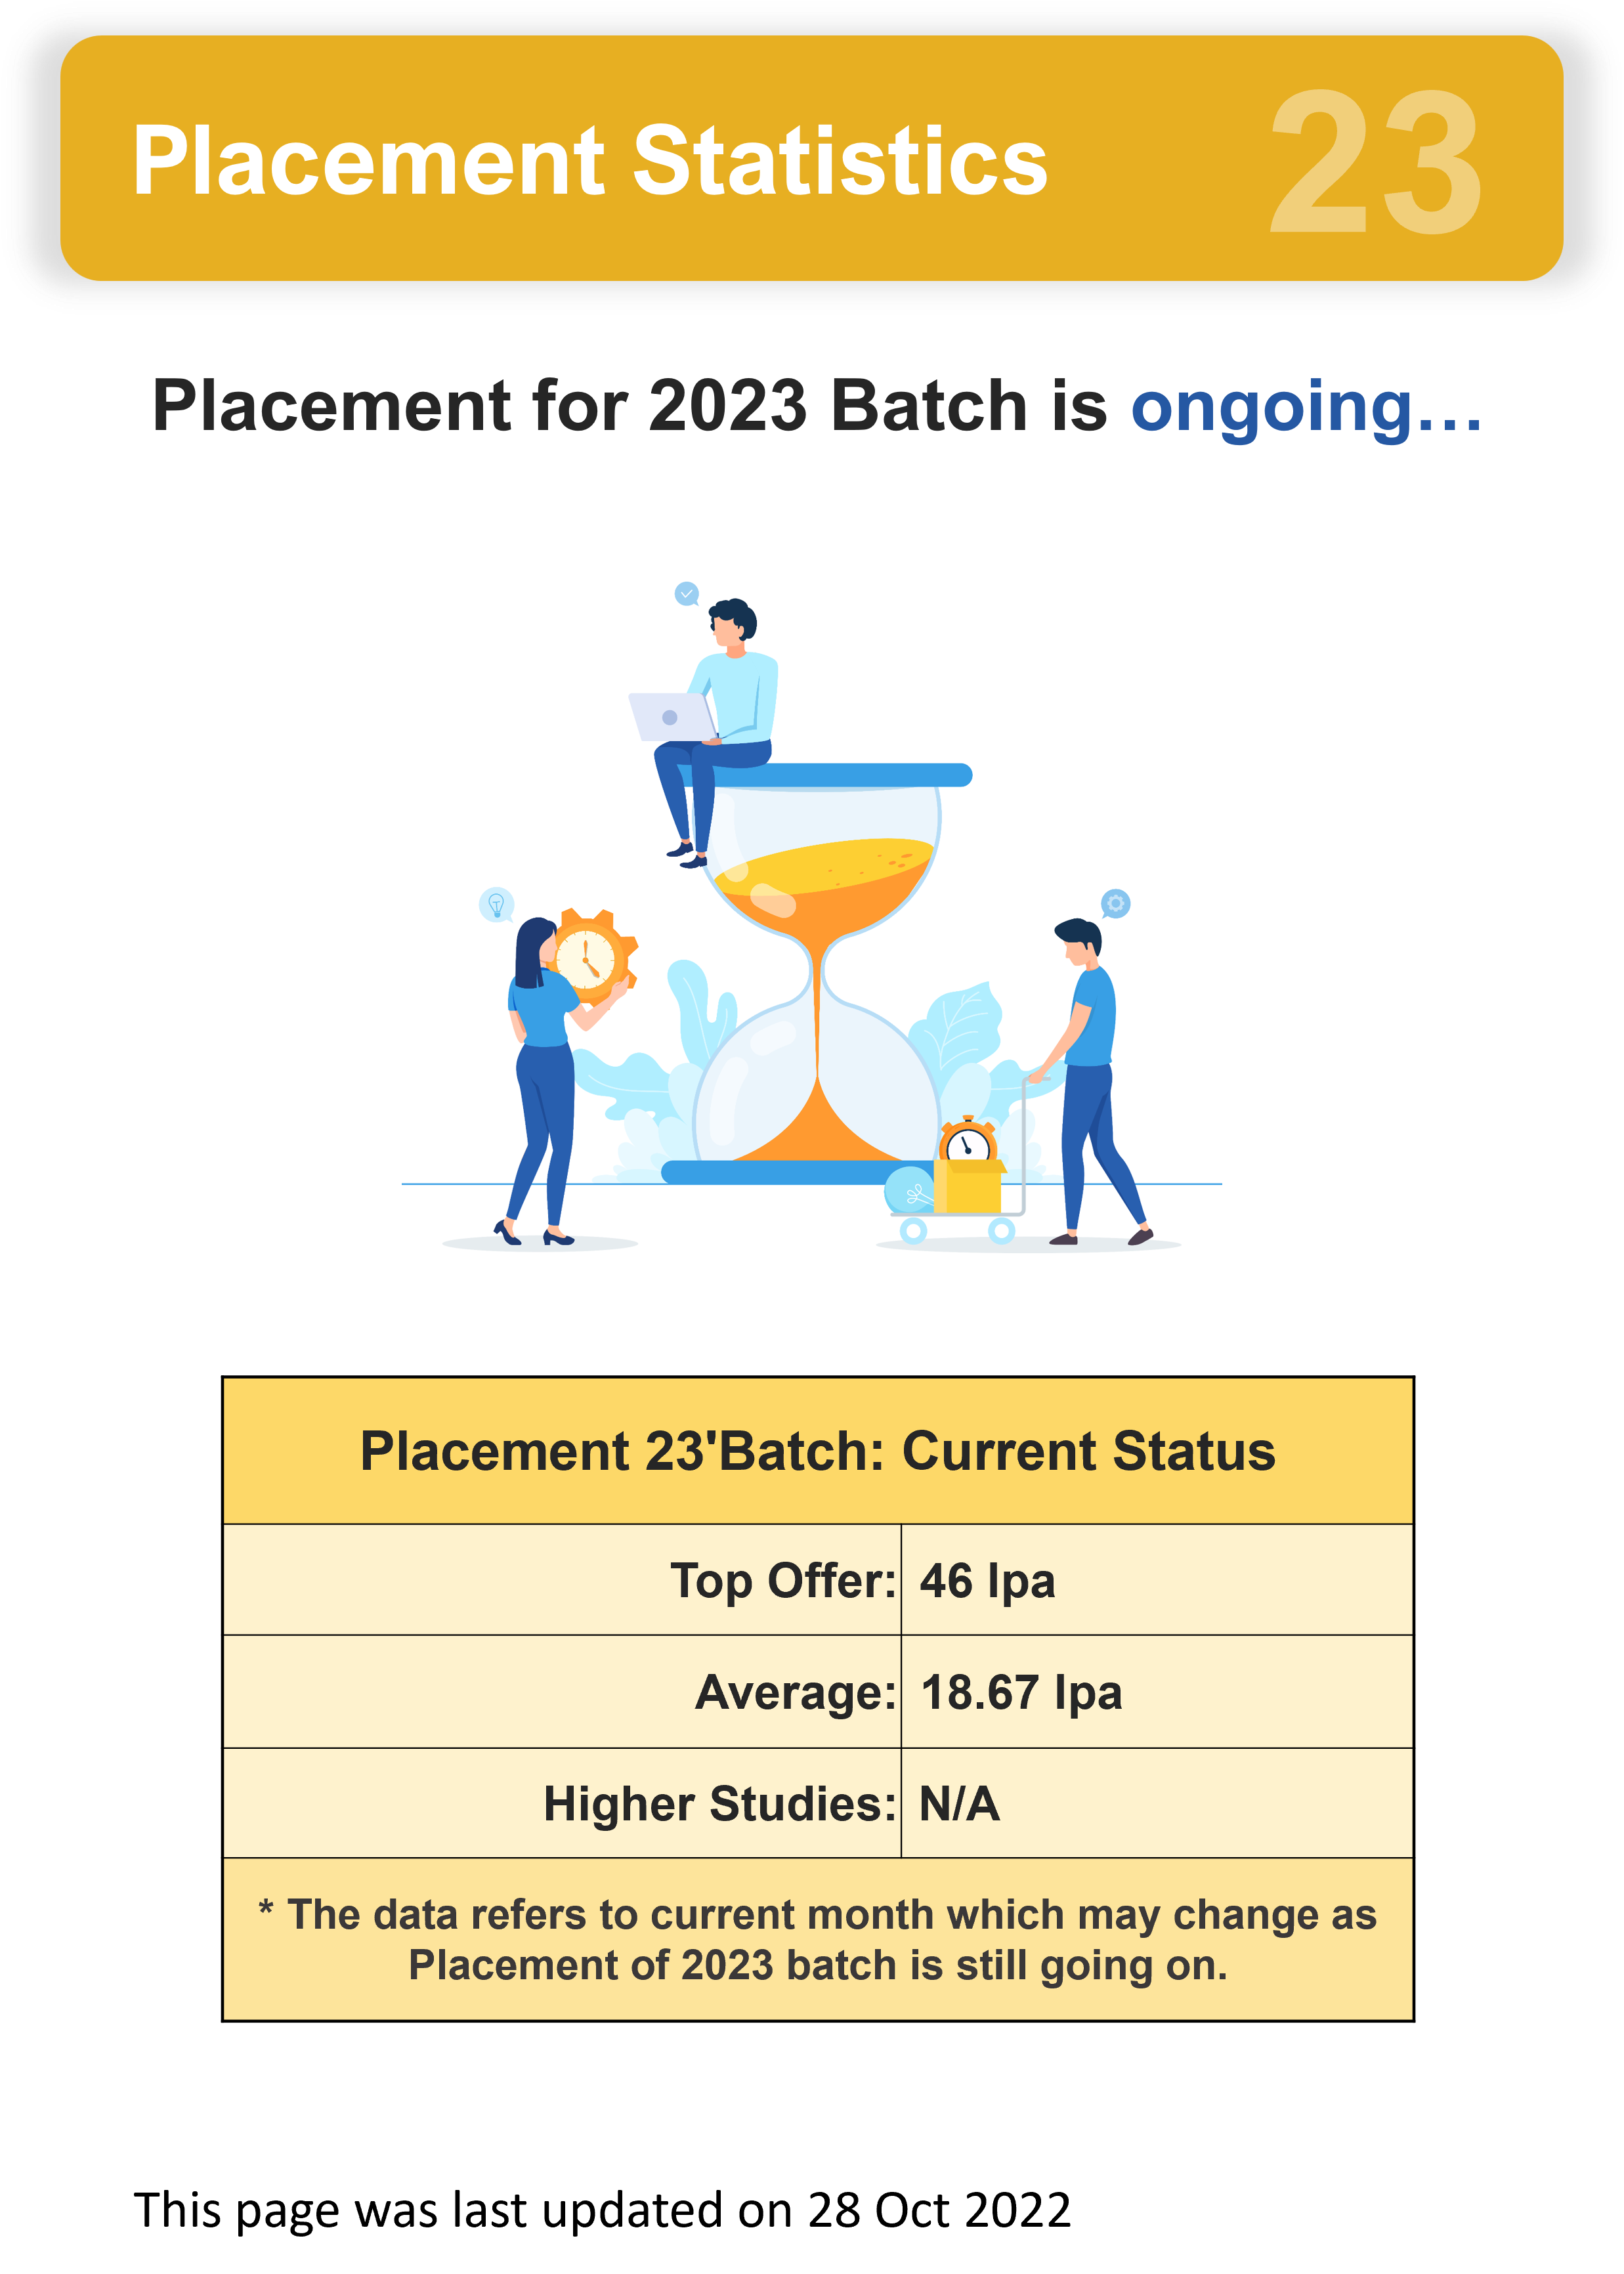 Placement Statistics 23
Placement for 2023 Batch is ongoing...
Placement 23'Batch: Current Status
Top Offer: 46 lpa
Average: 18.67 lpa
Higher Studies: N/A
* The data refers to current month which may change as
Placement of 2023 batch is still going on.
This page was last updated on 28 Oct 2022